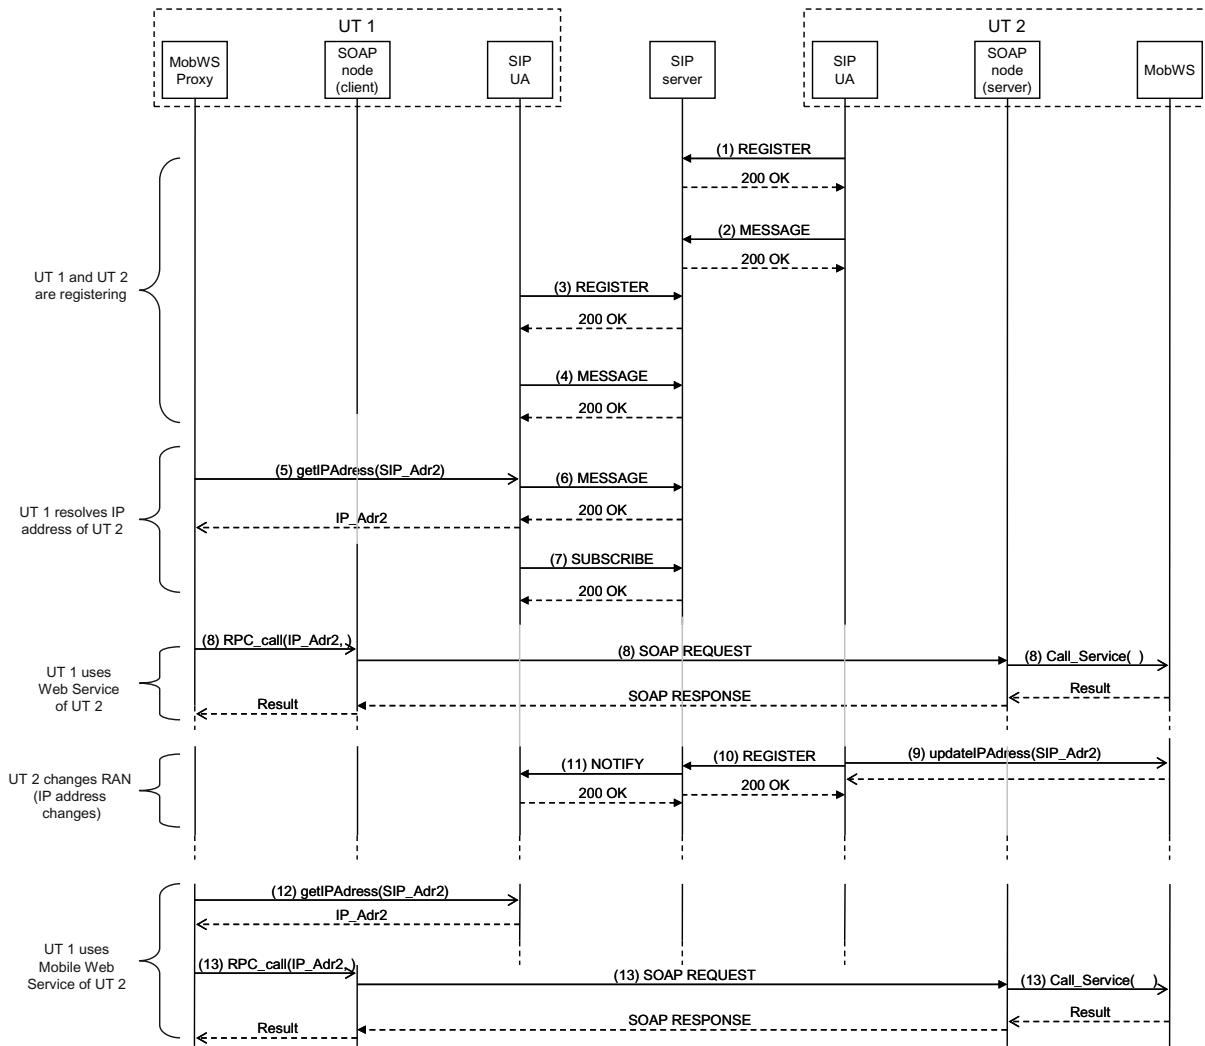 UT 1
UT 2
MobWS
Proxy
SOAP
node
(client)
SIP
UA
SIP
server
SIP
UA
SOAP
node
(server)
MobWS
(1) REGISTER
200 OK
(2) MESSAGE
200 OK
UT 1 and UT 2
are registering
(3) REGISTER
200 OK
(4) MESSAGE
200 OK
UT 1 resolves IP
address of UT 2
(5) getIPAdress(SIP_Adr2)
(6) MESSAGE
200 OK
IP_Adr2
(7) SUBSCRIBE
200 OK
UT 1 uses
Web Service
of UT 2
(8) RPC_call(IP_Adr2, )
(8) SOAP REQUEST
(8) Call_Service( )
Result
SOAP RESPONSE
Result
UT 2 changes RAN
(IP address
changes)
(9) updateIPAdress(SIP_Adr2)
(10) REGISTER
(11) NOTIFY
200 OK
200 OK
UT 1 uses
Mobile Web
Service of UT 2
(12) getIPAdress(SIP_Adr2)
IP_Adr2
(13) RPC_call(IP_Adr2, )
(13) SOAP REQUEST
(13) Call_Service( )
Result
SOAP RESPONSE
Result